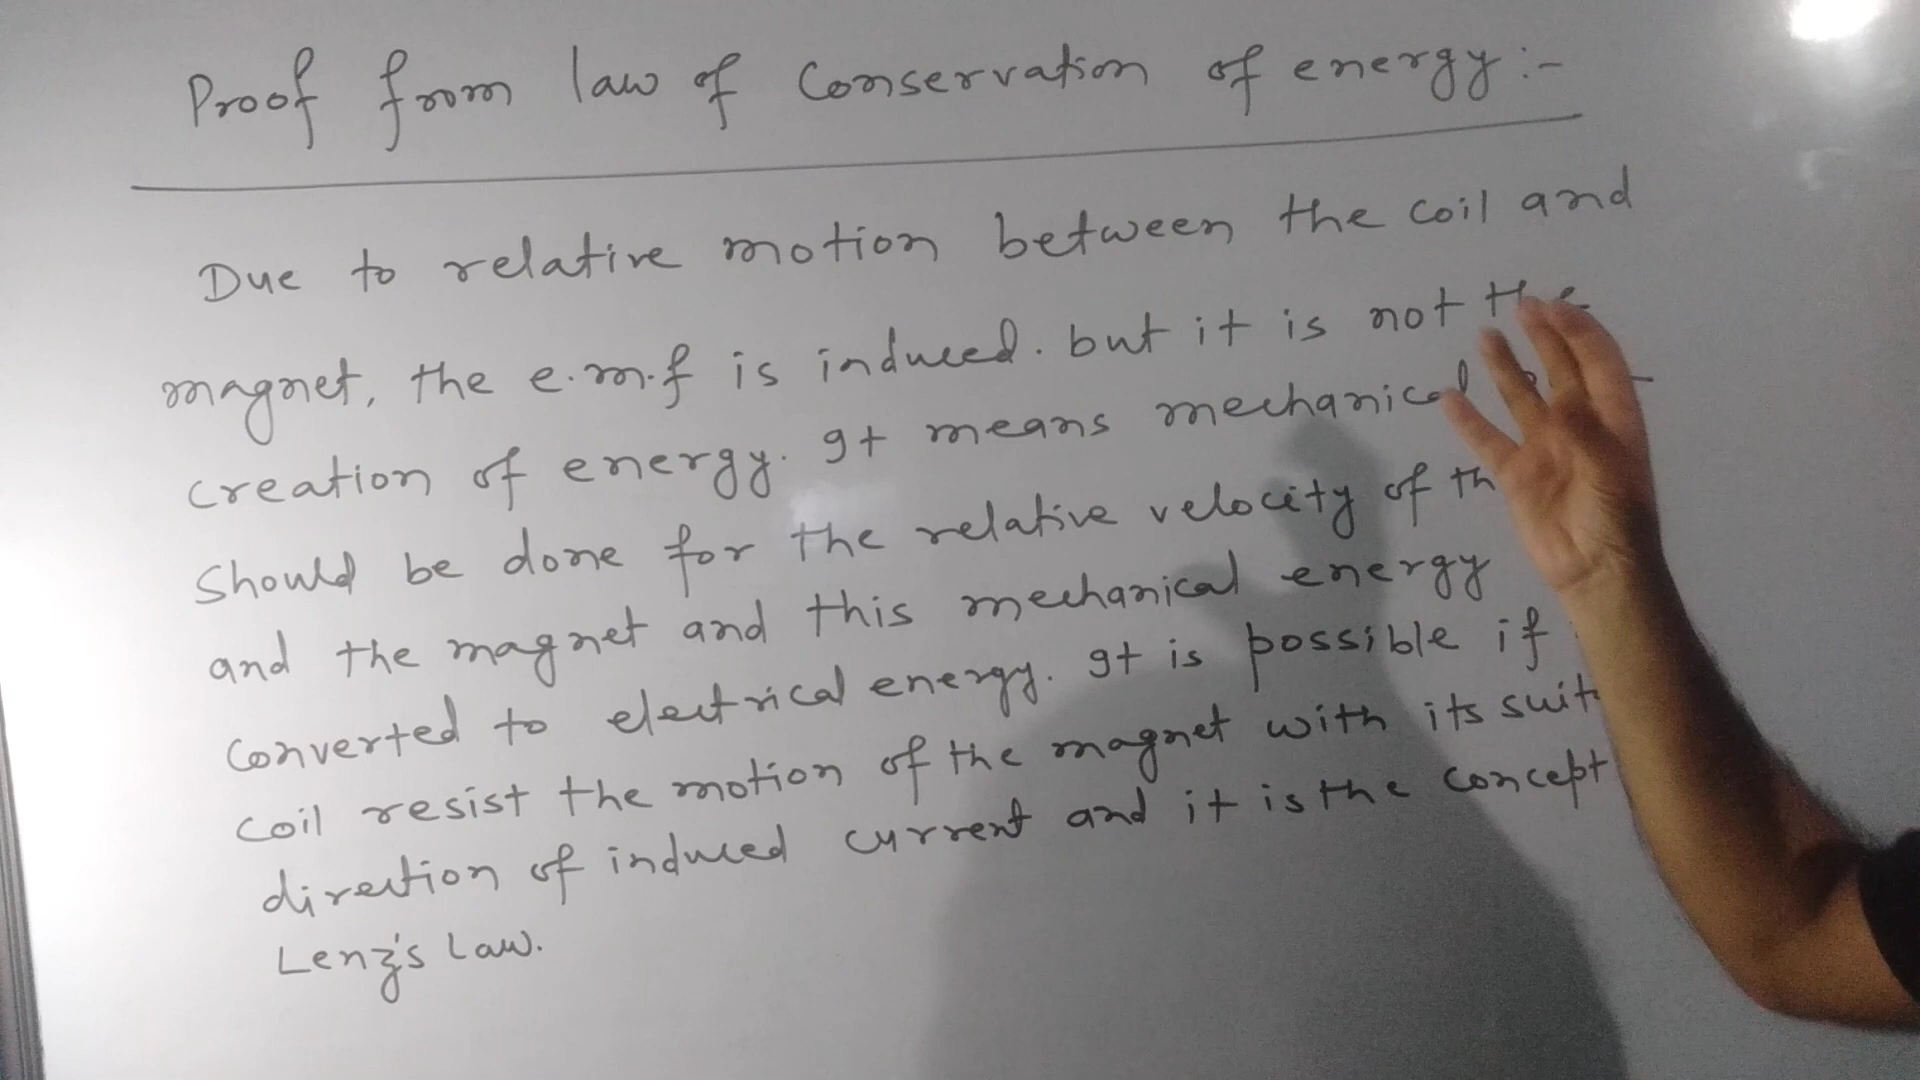 Proof from law of Conservation of energy :-
Due to relative motion between the coil and
magnet, the e.m.f is induced. but it is not the
creation of energy. It means mechanical
should be done for the relative velocity of
and the magnet and this mechanical energy
converted to electrical energy. It is possible if
coil resist the motion of the magnet with its
direction of induced current and it is the concept
Lenz's Law.